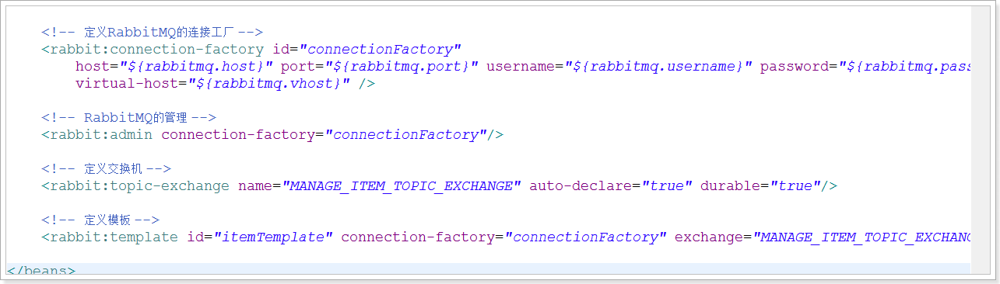 <!-- 定义RabbitMQ的连接工厂 -->
<rabbit:connection-factory id="connectionFactory"
host="${rabbitmq.host}" port="${rabbitmq.port}" username="${rabbitmq.username}" password="${rabbitmq.pass
virtual-host="${rabbitmq.vhost}" />
<!-- RabbitMQ的管理 -->
<rabbit:admin connection-factory="connectionFactory"/>
<!-- 定义交换机 -->
<rabbit:topic-exchange name="MANAGE_ITEM_TOPIC_EXCHANGE" auto-declare="true" durable="true"/>
<!-- 定义模板 -->
<rabbit:template id="itemTemplate" connection-factory="connectionFactory" exchange="MANAGE_ITEM_TOPIC_EXCHANG
</beans>